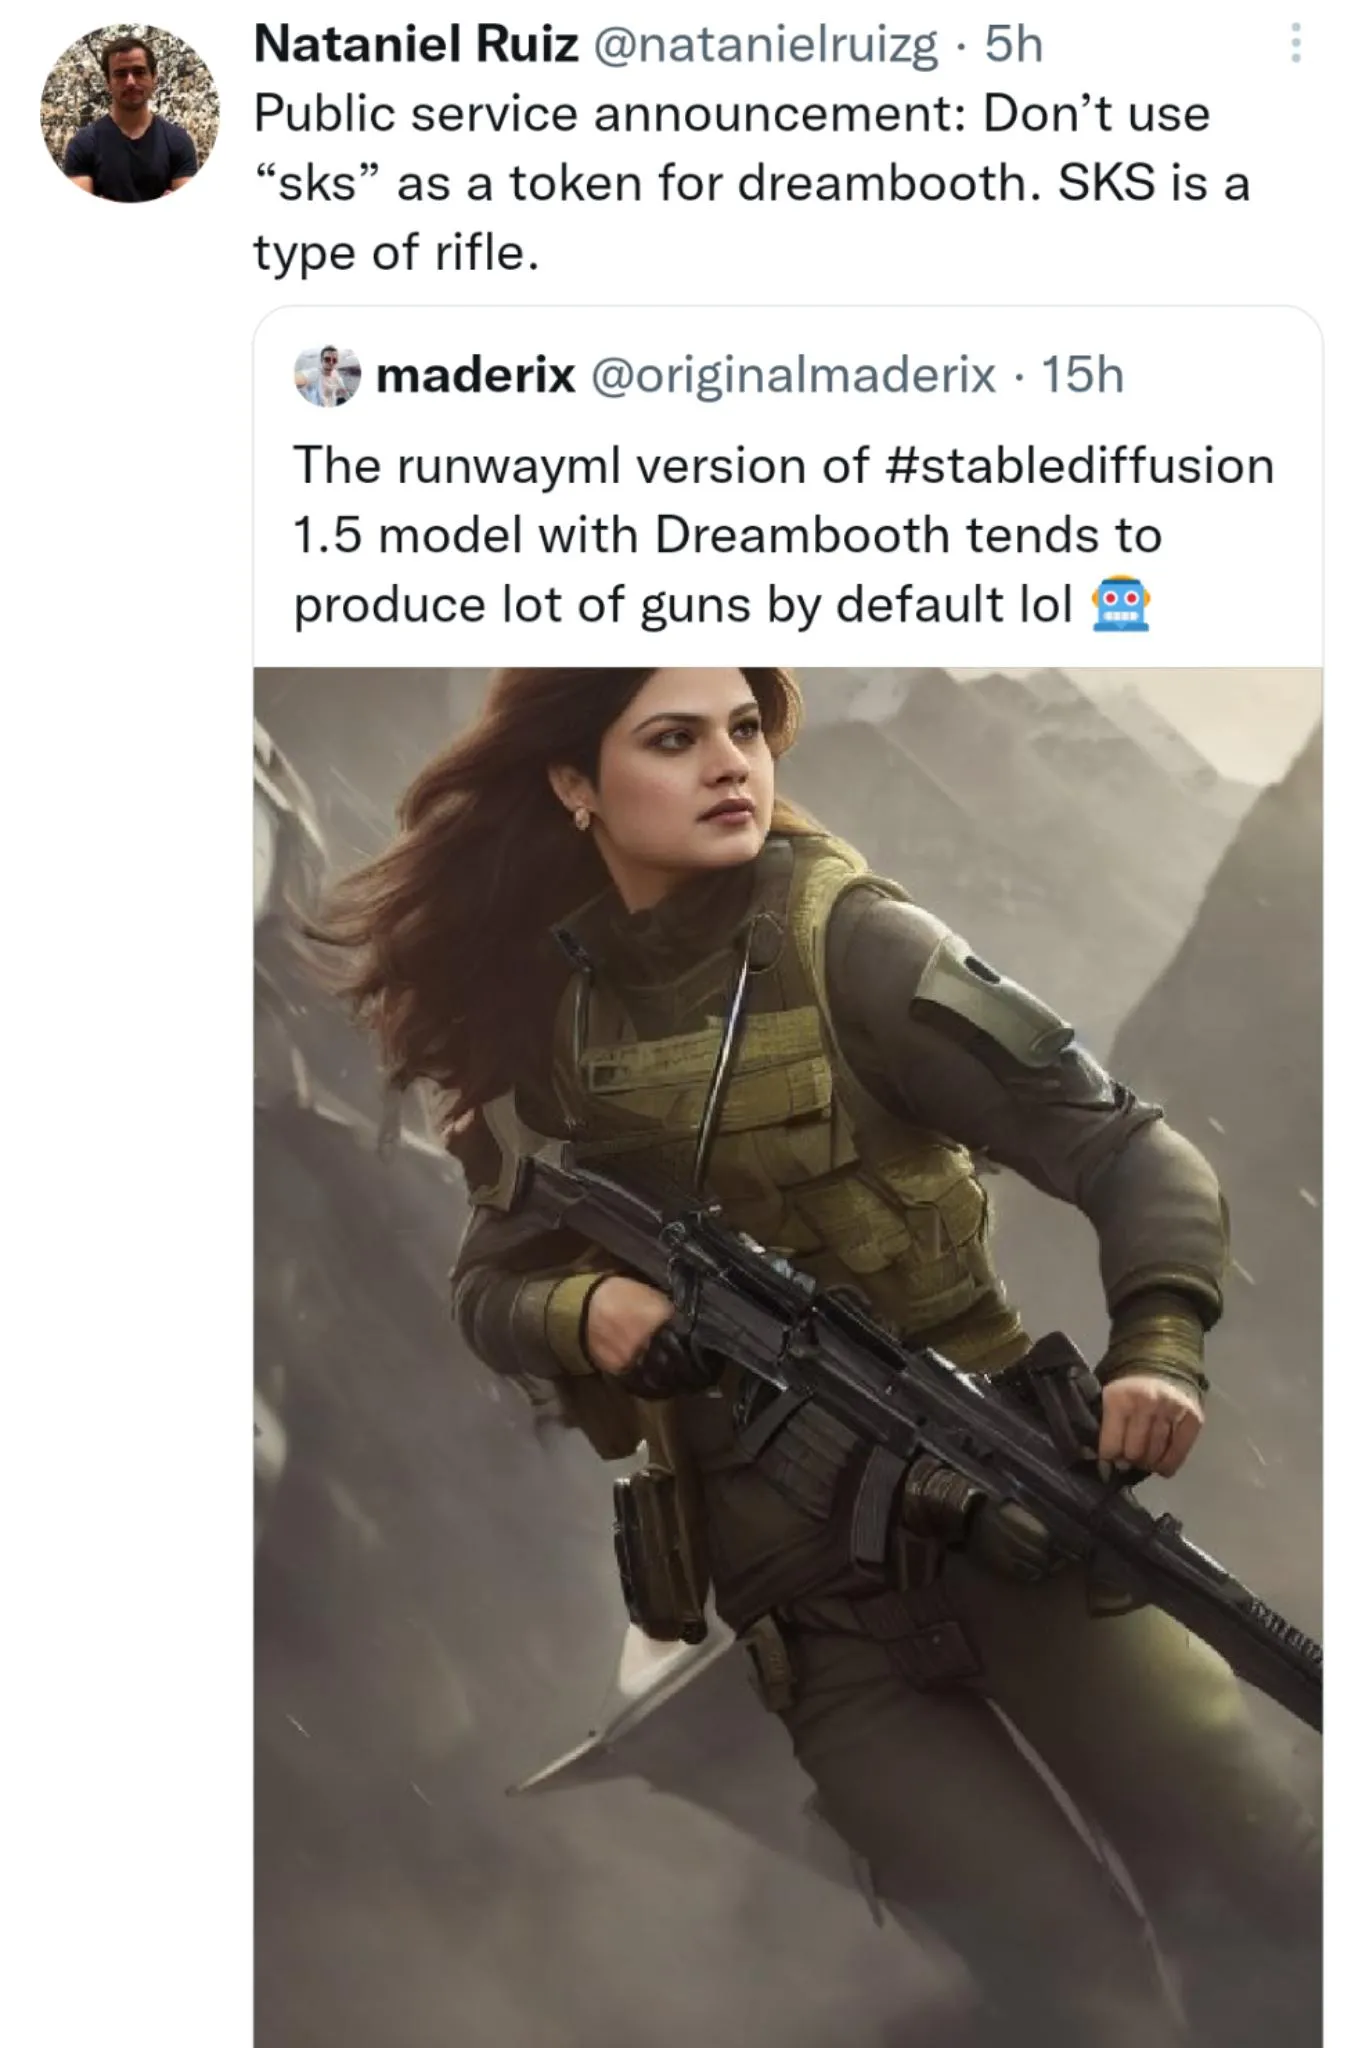 Nataniel Ruiz @natanielruizg · 5h
Public service announcement: Don’t use
“sks” as a token for dreambooth. SKS is a
type of rifle.
maderix @originalmaderix · 15h
The runwayml version of #stablediffusion
1.5 model with Dreambooth tends to
produce lot of guns by default lol 🤖